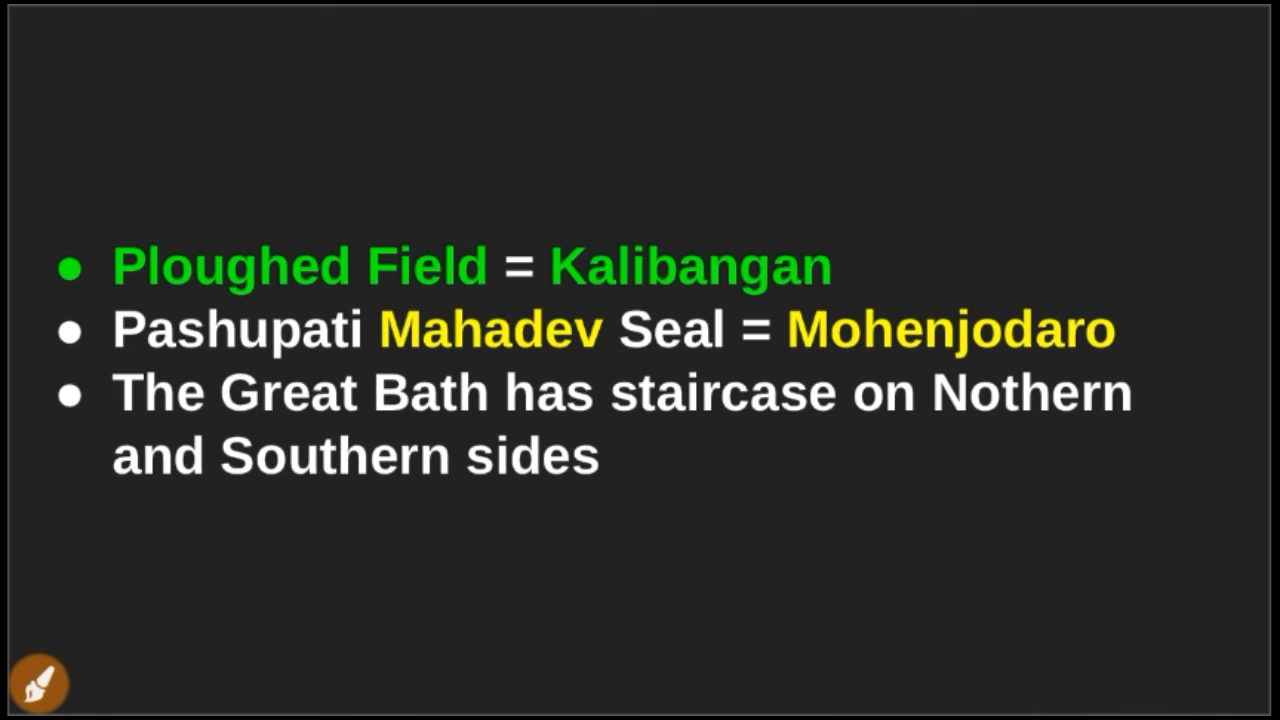 ● Ploughed Field = Kalibangan
● Pashupati Mahadev Seal = Mohenjodaro
● The Great Bath has staircase on Nothern
and Southern sides